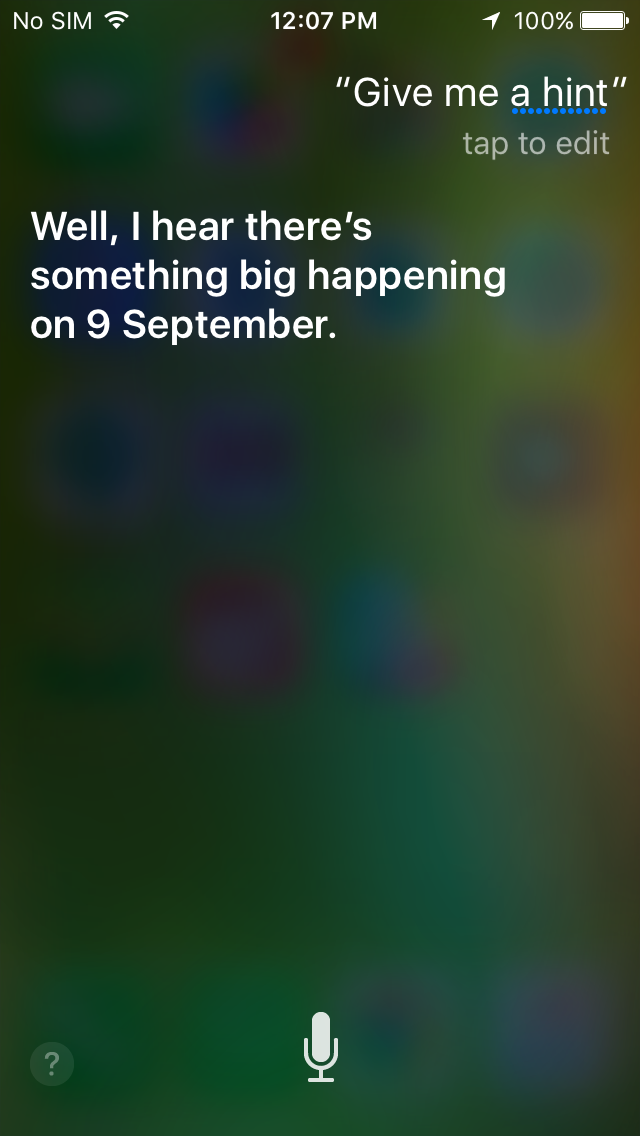 No SIM 12:07 PM 100%
“Give me a hint”
tap to edit
Well, I hear there’s
something big happening
on 9 September.
?